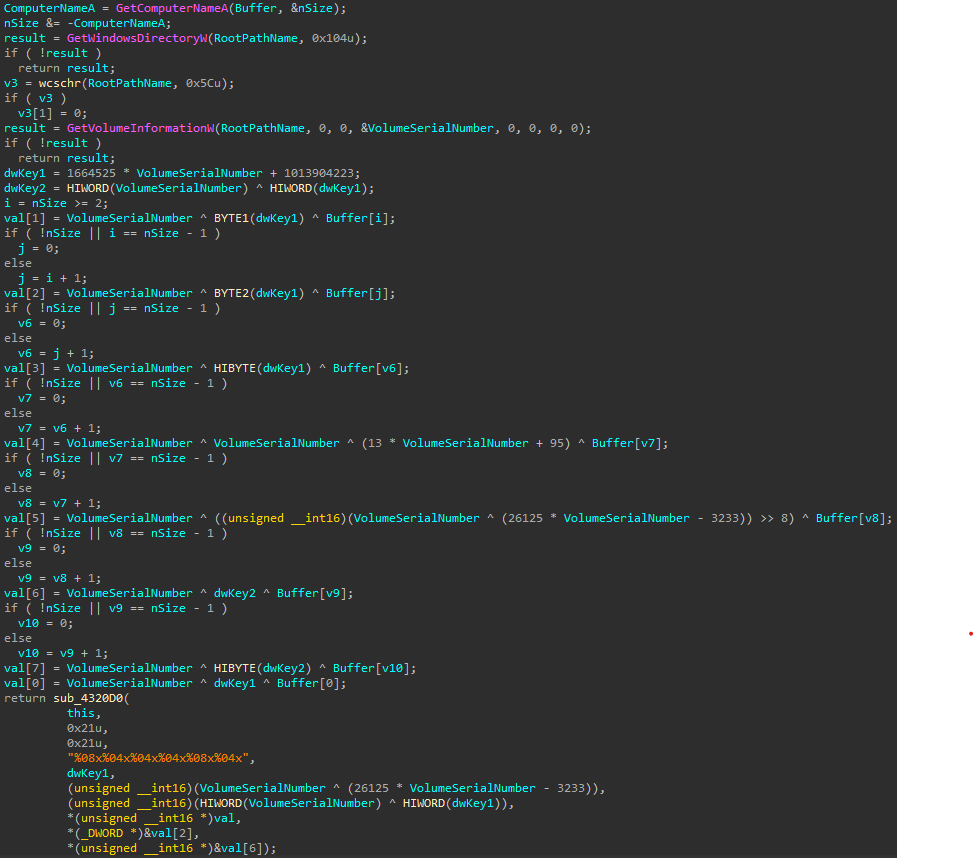 ComputerNameA = GetComputerNameA(Buffer, &nSize);
nSize &= -ComputerNameA;
result = GetWindowsDirectoryW(RootPathName, 0x104u);
if ( !result )
  return result;
v3 = wcschr(RootPathName, 0x5Cu);
if ( v3 )
  v3[1] = 0;
result = GetVolumeInformationW(RootPathName, 0, 0, &VolumeSerialNumber, 0, 0, 0, 0);
if ( !result )
  return result;
dwKey1 = 1664525 * VolumeSerialNumber + 1013904223;
dwKey2 = HIWORD(VolumeSerialNumber) ^ HIWORD(dwKey1);
i = nSize >= 2;
val[1] = VolumeSerialNumber ^ BYTE1(dwKey1) ^ Buffer[i];
if ( !nSize || i == nSize - 1 )
  j = 0;
else
  j = i + 1;
val[2] = VolumeSerialNumber ^ BYTE2(dwKey1) ^ Buffer[j];
if ( !nSize || j == nSize - 1 )
  v6 = 0;
else
  v6 = j + 1;
val[3] = VolumeSerialNumber ^ HIBYTE(dwKey1) ^ Buffer[v6];
if ( !nSize || v6 == nSize - 1 )
  v7 = 0;
else
  v7 = v6 + 1;
val[4] = VolumeSerialNumber ^ VolumeSerialNumber ^ (13 * VolumeSerialNumber + 95) ^ Buffer[v7];
if ( !nSize || v7 == nSize - 1 )
  v8 = 0;
else
  v8 = v7 + 1;
val[5] = VolumeSerialNumber ^ ((unsigned __int16)(VolumeSerialNumber ^ (26125 * VolumeSerialNumber - 3233)) >> 8) ^ Buffer[v8];
if ( !nSize || v8 == nSize - 1 )
  v9 = 0;
else
  v9 = v8 + 1;
val[6] = VolumeSerialNumber ^ dwKey2 ^ Buffer[v9];
if ( !nSize || v9 == nSize - 1 )
  v10 = 0;
else
  v10 = v9 + 1;
val[7] = VolumeSerialNumber ^ HIBYTE(dwKey2) ^ Buffer[v10];
val[0] = VolumeSerialNumber ^ dwKey1 ^ Buffer[0];
return sub_4320D0(
         this,
         0x21u,
         0x21u,
         "%08x%04x%04x%04x%08x%04x",
         dwKey1,
         (unsigned __int16)(VolumeSerialNumber ^ (26125 * VolumeSerialNumber - 3233)),
         (unsigned __int16)(HIWORD(VolumeSerialNumber) ^ HIWORD(dwKey1)),
         *(unsigned __int16 *)val,
         *(_DWORD *)&val[2],
         *(unsigned __int16 *)&val[6]);